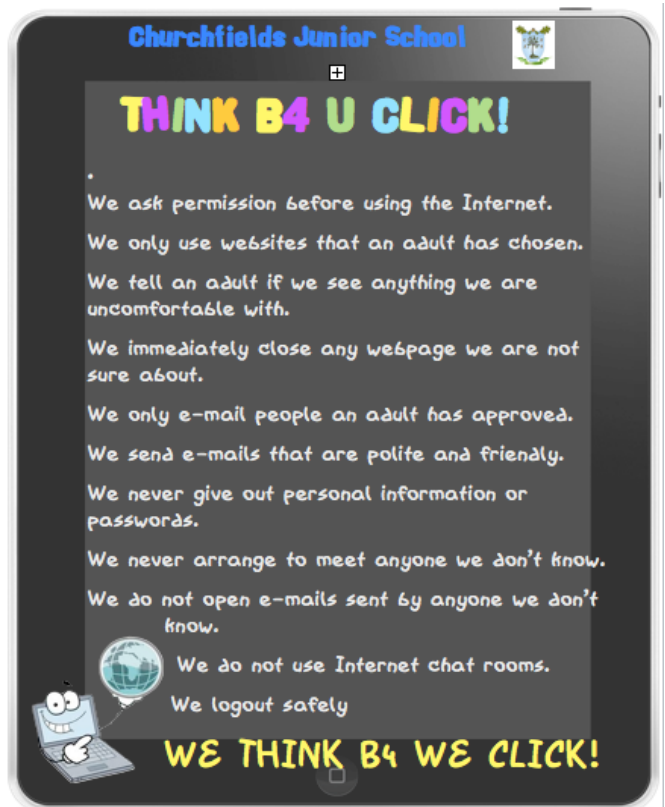 Churchfields Junior School
THINK B4 U CLICK!
.
We ask permission before using the Internet.
We only use websites that an adult has chosen.
We tell an adult if we see anything we are
uncomfortable with.
We immediately close any webpage we are not
sure about.
We only e-mail people an adult has approved.
We send e-mails that are polite and friendly.
We never give out personal information or
passwords.
We never arrange to meet anyone we don't know.
We do not open e-mails sent by anyone we don't
know.
We do not use Internet chat rooms.
We logout safely
WE THINK B4 WE CLICK!